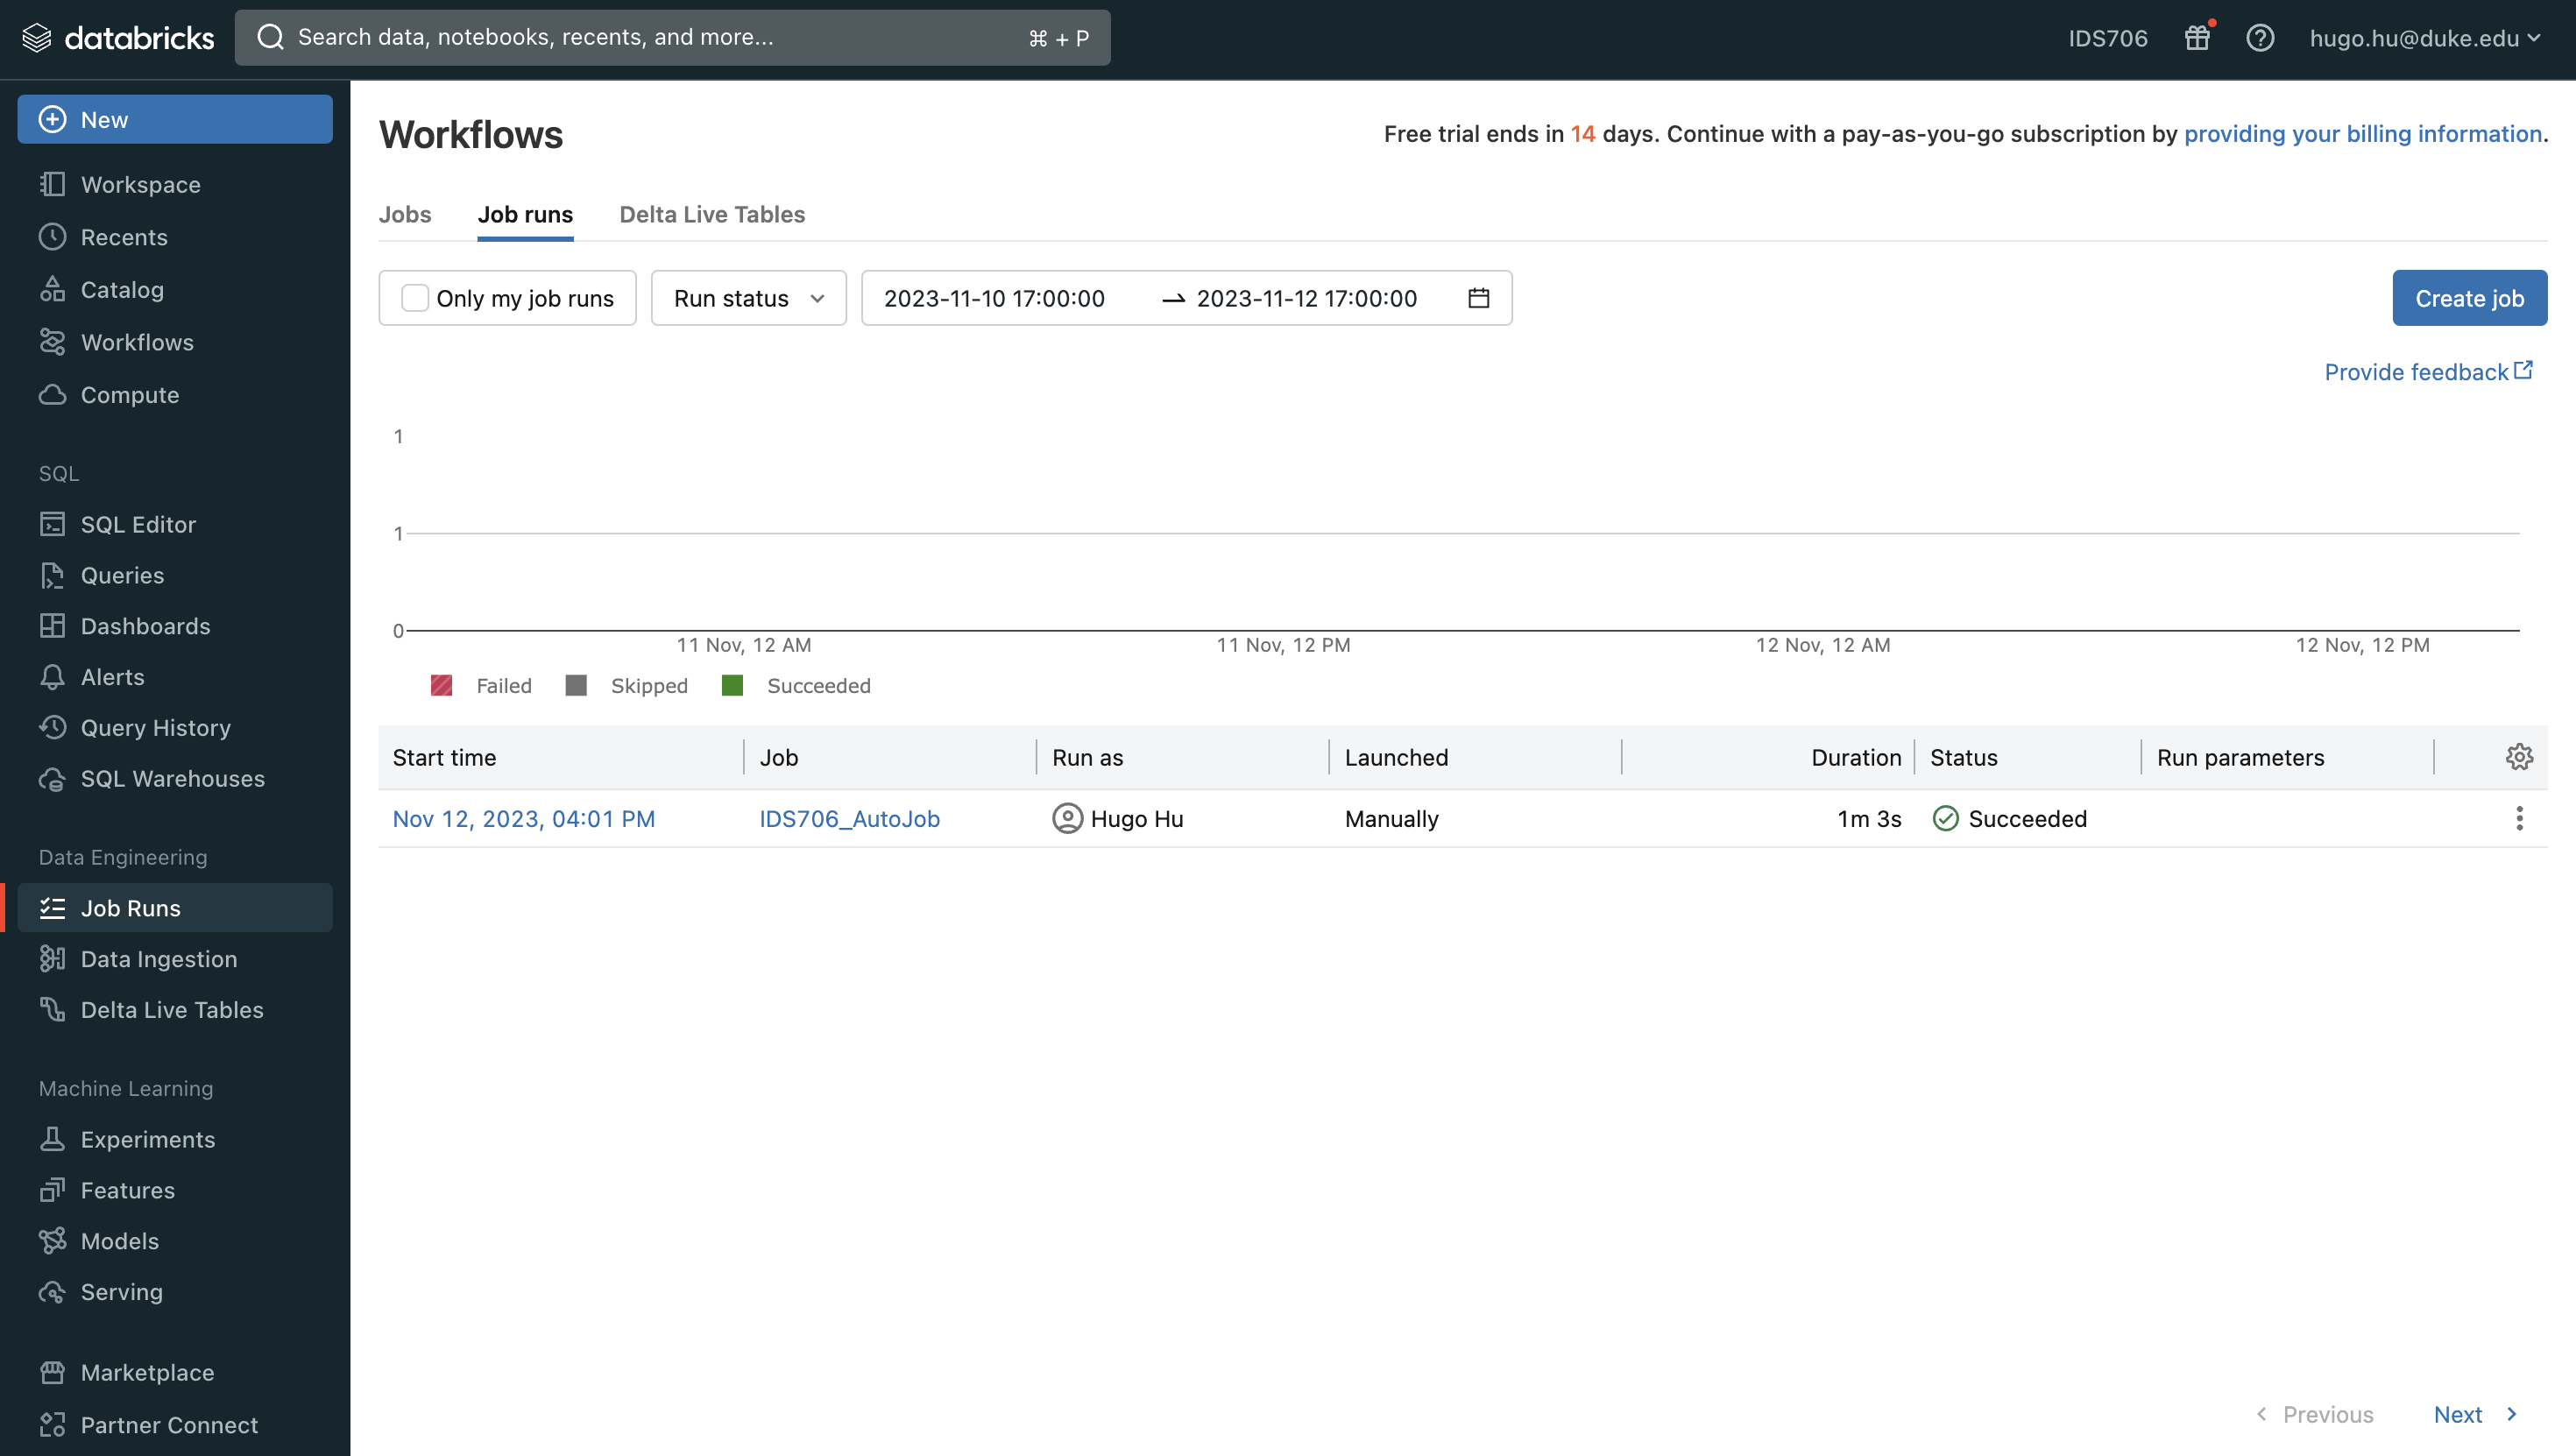 databricks
Search data, notebooks, recents, and more...
⌘ + P
IDS706
hugo.hu@duke.edu
New
Workspace
Recents
Catalog
Workflows
Compute
SQL
SQL Editor
Queries
Dashboards
Alerts
Query History
SQL Warehouses
Data Engineering
Job Runs
Data Ingestion
Delta Live Tables
Machine Learning
Experiments
Features
Models
Serving
Marketplace
Partner Connect
Workflows
Free trial ends in 14 days. Continue with a pay-as-you-go subscription by providing your billing information.
Jobs Job runs Delta Live Tables
Only my job runs Run status 2023-11-10 17:00:00 → 2023-11-12 17:00:00 Create job
Provide feedback
1
1
0
11 Nov, 12 AM 11 Nov, 12 PM 12 Nov, 12 AM 12 Nov, 12 PM
Failed Skipped Succeeded
Start time Job Run as Launched Duration Status Run parameters
Nov 12, 2023, 04:01 PM IDS706_AutoJob Hugo Hu Manually 1m 3s Succeeded
Previous Next